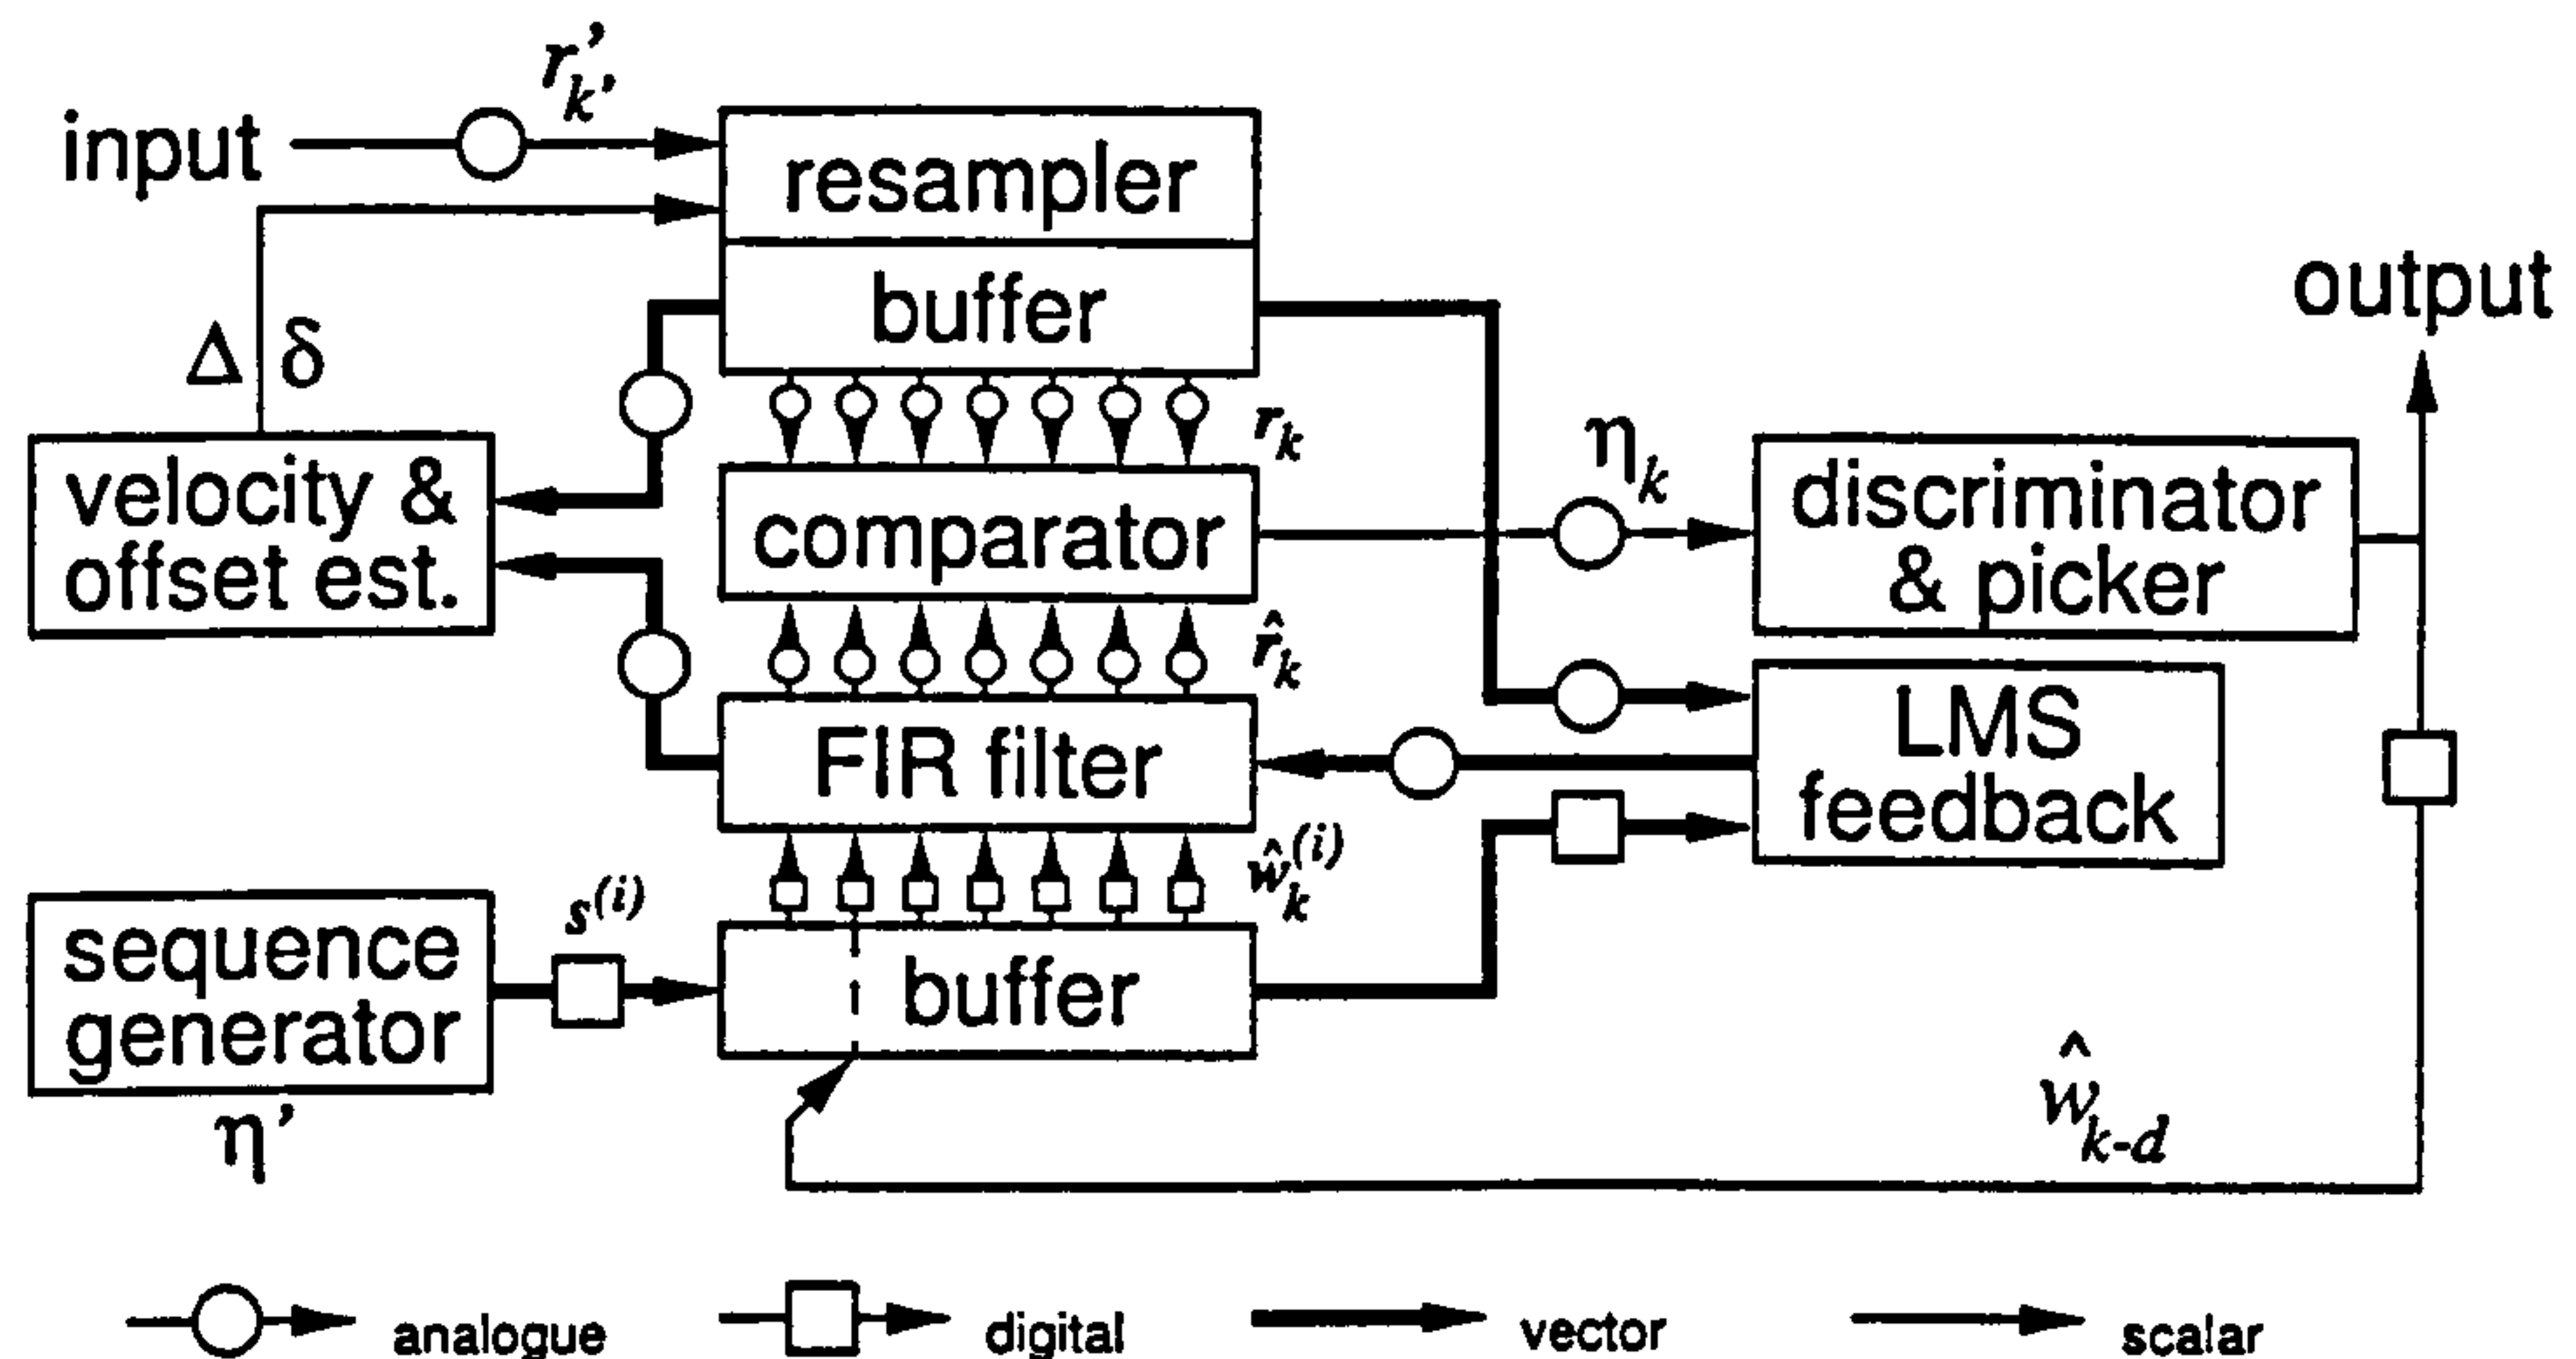 r'ₖ'
input
resampler
buffer
output
Δ δ
rₖ
ηₖ
velocity &
offset est.
comparator
discriminator
& picker
r̂ₖ
FIR filter
LMS
feedback
ŵₖ⁽ⁱ⁾
s⁽ⁱ⁾
sequence
generator
buffer
η'
ŵₖ₋d
analogue
digital
vector
scalar